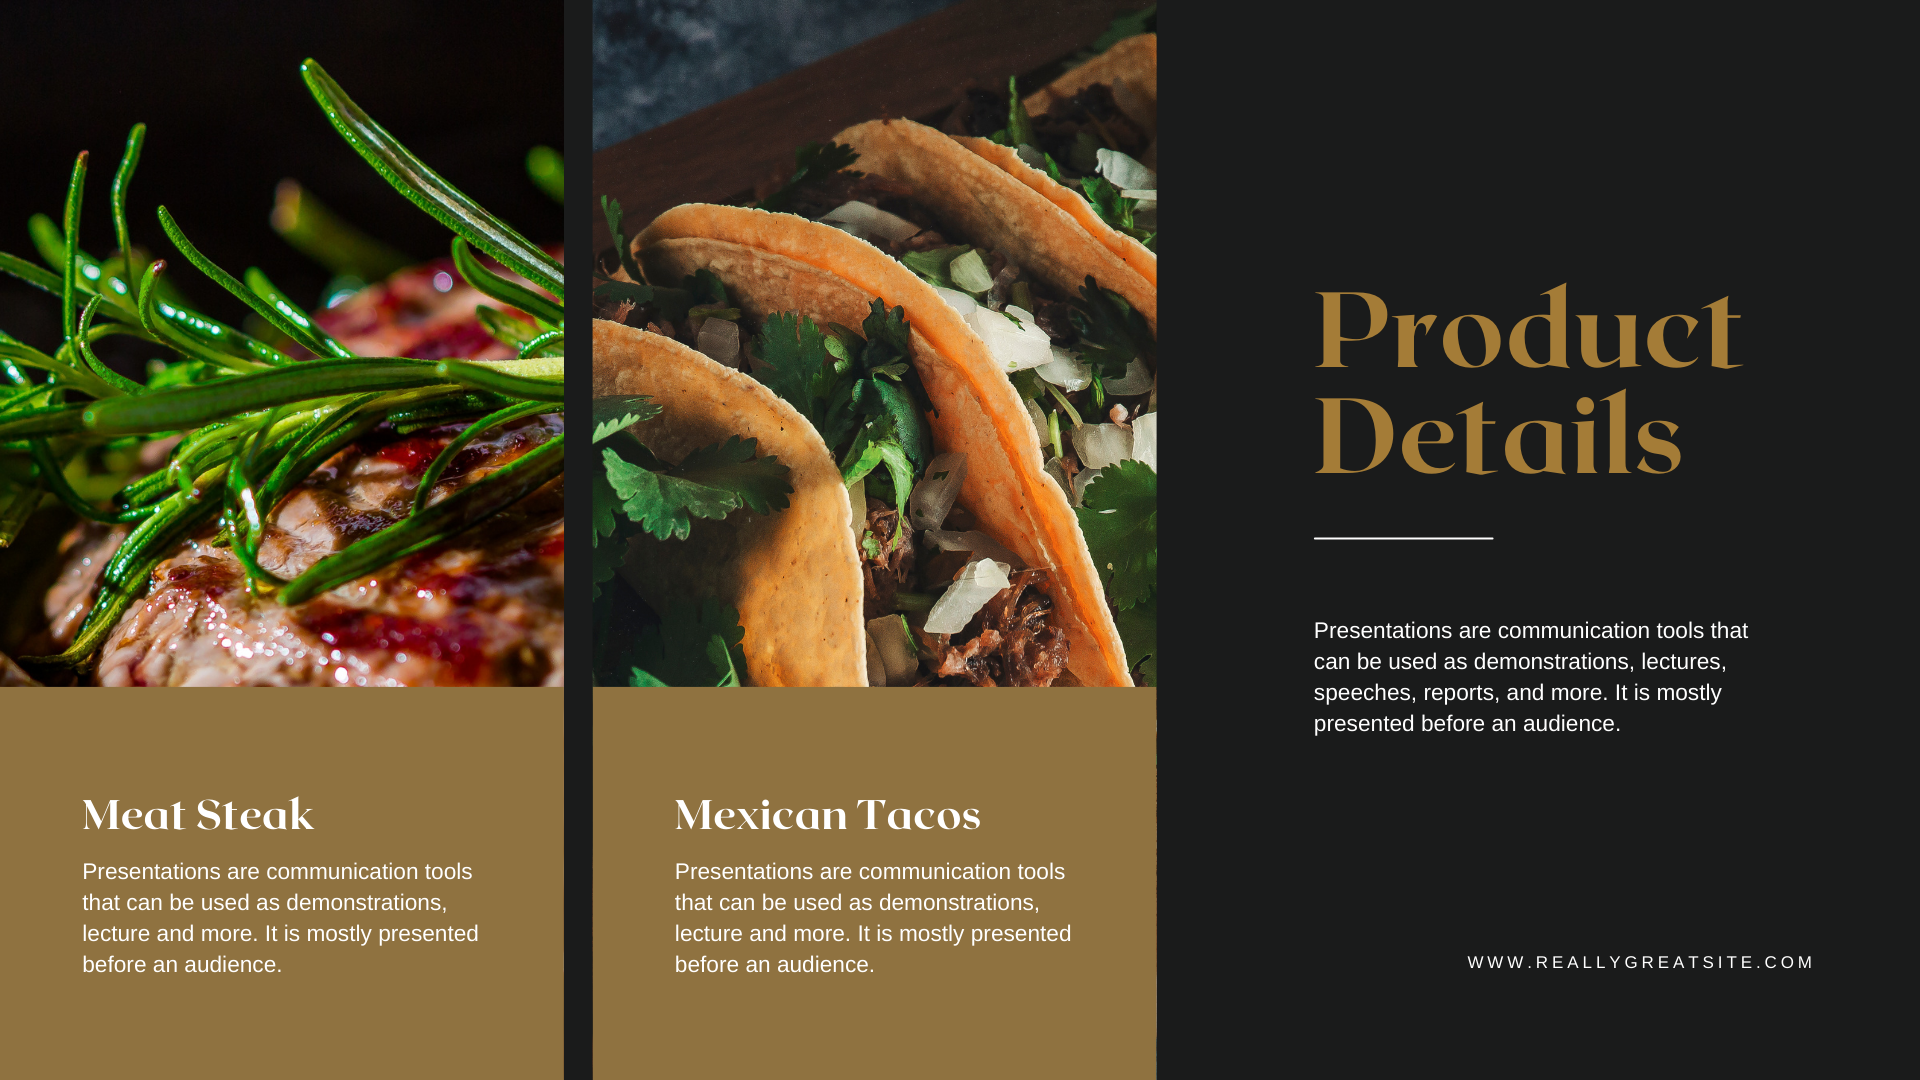 Product
Details
Presentations are communication tools that
can be used as demonstrations, lectures,
speeches, reports, and more. It is mostly
presented before an audience.
Meat Steak
Presentations are communication tools
that can be used as demonstrations,
lecture and more. It is mostly presented
before an audience.
Mexican Tacos
Presentations are communication tools
that can be used as demonstrations,
lecture and more. It is mostly presented
before an audience.
WWW.REALLYGREATSITE.COM